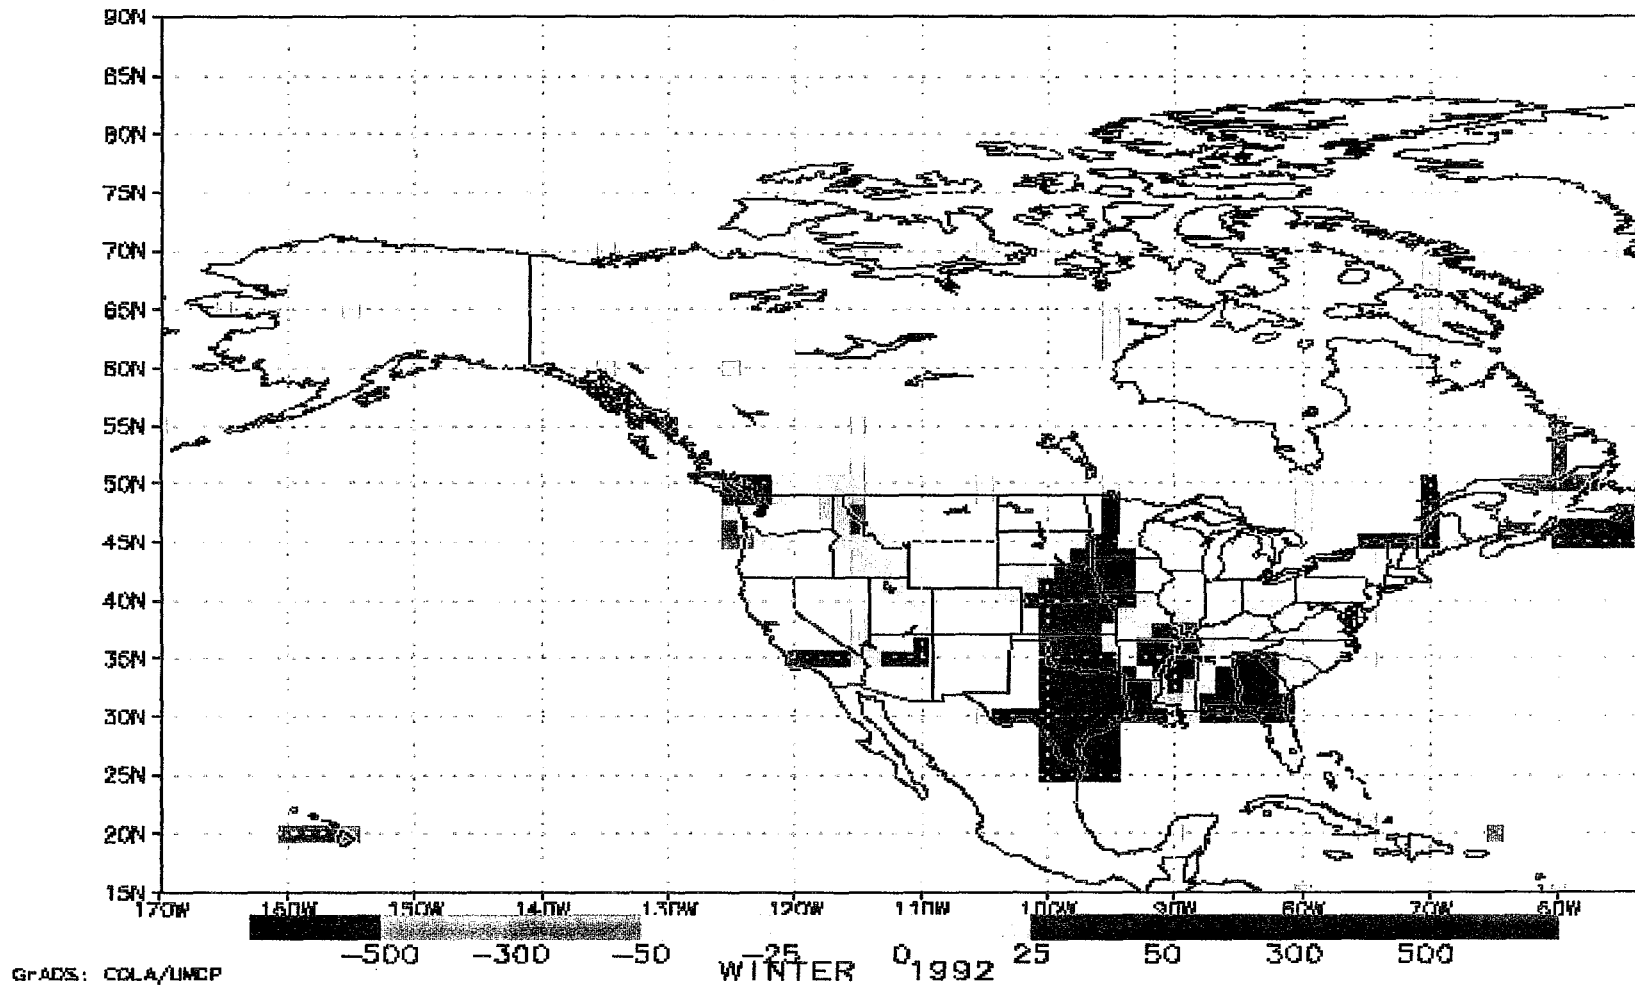 90N
85N
80N
75N
70N
65N
60N
55N
50N
45N
40N
35N
30N
25N
20N
15N
170W 160W 150W 140W 130W 120W 110W 100W 90W 80W 70W 60W
-500 -300 -50 -25 0 25 50 300 500
WINTER 1992
GrADS: COLA/UMCP